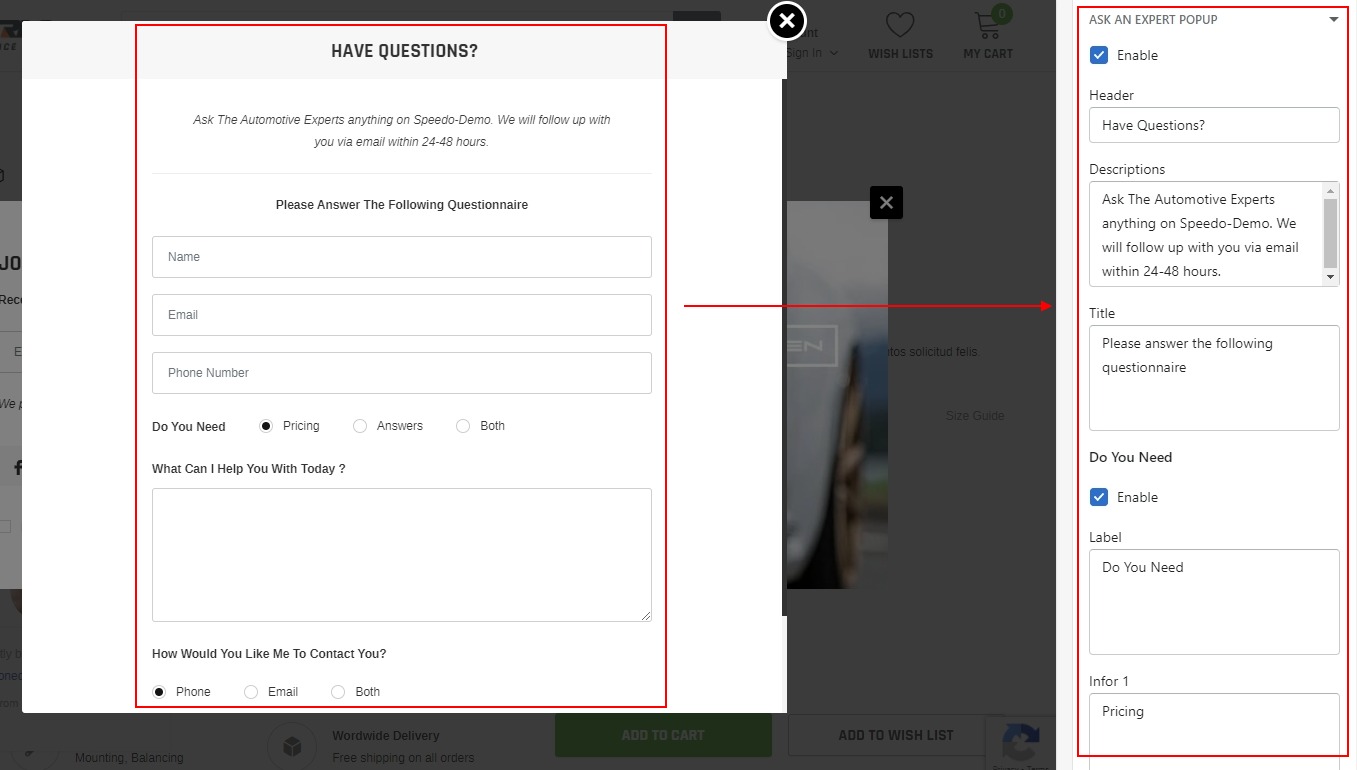 HAVE QUESTIONS?
Ask The Automotive Experts anything on Speedo-Demo. We will follow up with
you via email within 24-48 hours.
Please Answer The Following Questionnaire
Name
Email
Phone Number
Do You Need
Pricing
Answers
Both
What Can I Help You With Today ?
How Would You Like Me To Contact You?
Phone
Email
Both
Sign In
WISH LISTS
0
MY CART
JO
Rece
E
We p
EN
ntos solicitud felis.
Size Guide
Mounting, Balancing
Wordwide Delivery
Free shipping on all orders
ADD TO CART
ADD TO WISH LIST
ASK AN EXPERT POPUP
Enable
Header
Have Questions?
Descriptions
Ask The Automotive Experts
anything on Speedo-Demo. We
will follow up with you via email
within 24-48 hours.
Title
Please answer the following
questionnaire
Do You Need
Enable
Label
Do You Need
Infor 1
Pricing